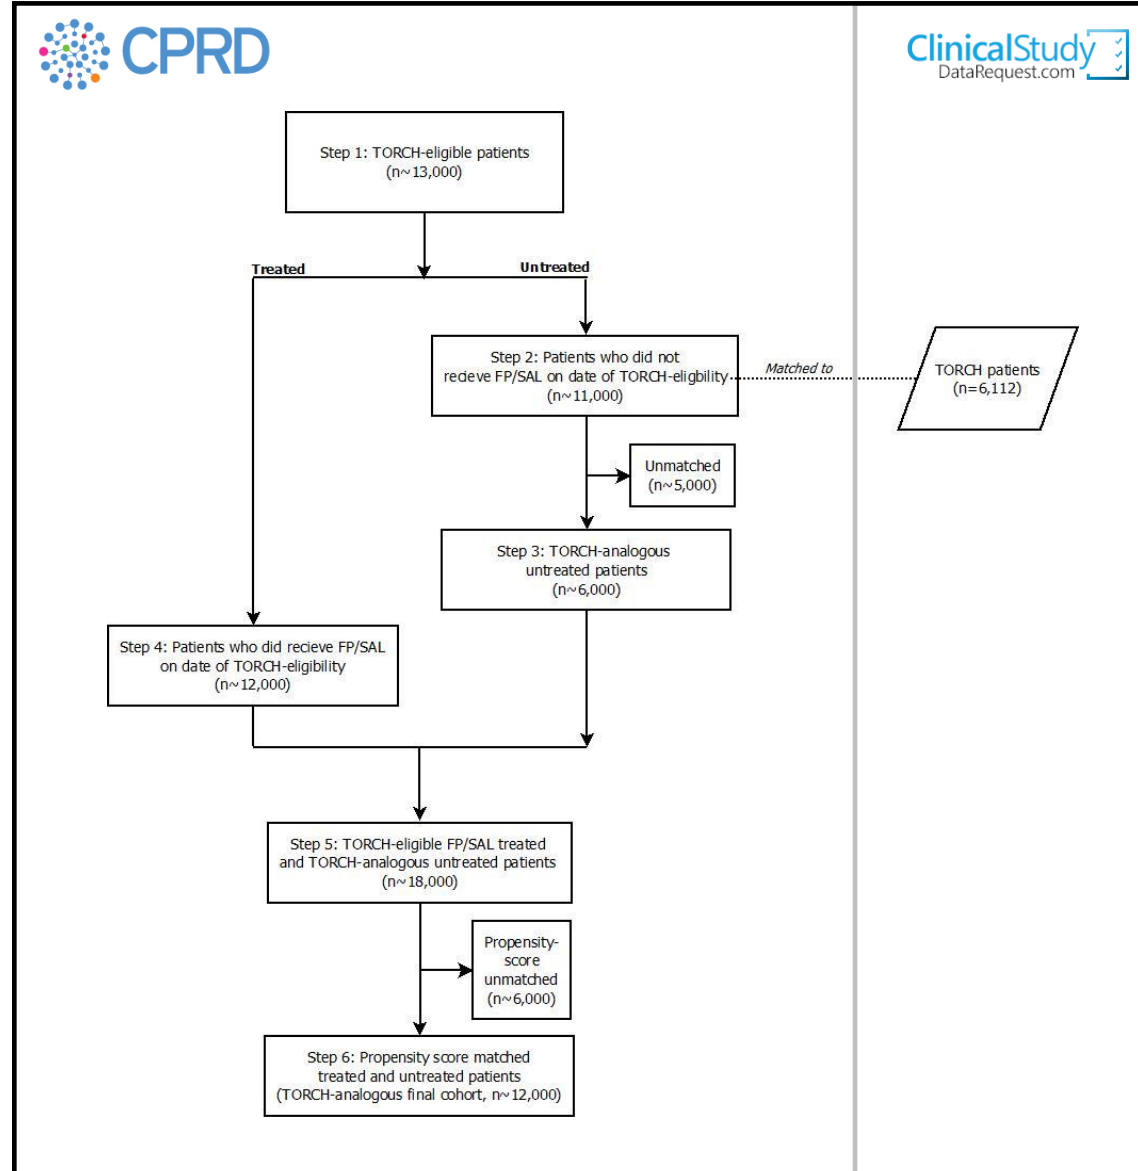 CPRD
ClinicalStudy
DataRequest.com
Step 1: TORCH-eligible patients
(n~13,000)
Treated
Untreated
Step 2: Patients who did not
recieve FP/SAL on date of TORCH-eligbility
(n~11,000)
Matched to
TORCH patients
(n=6,112)
Unmatched
(n~5,000)
Step 3: TORCH-analogous
untreated patients
(n~6,000)
Step 4: Patients who did recieve FP/SAL
on date of TORCH-eligibility
(n~12,000)
Step 5: TORCH-eligible FP/SAL treated
and TORCH-analogous untreated patients
(n~18,000)
Propensity-
score
unmatched
(n~6,000)
Step 6: Propensity score matched
treated and untreated patients
(TORCH-analogous final cohort, n~12,000)